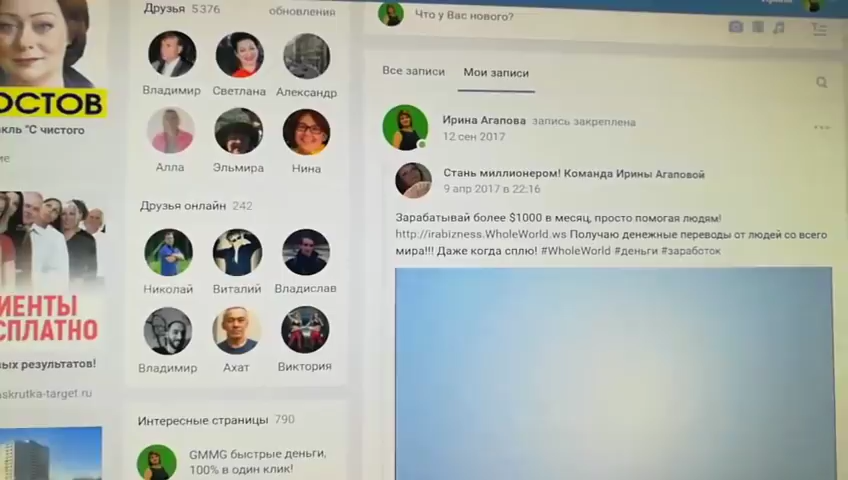 Друзья 5376
обновления
Владимир Светлана Александр
Алла Эльмира Нина
Друзья онлайн 242
Николай Виталий Владислав
Владимир Ахат Виктория
Интересные страницы 790
GMMG быстрые деньги,
100% в один клик!
Что у Вас нового?
Все записи Мои записи
Ирина Агапова запись закреплена
12 сен 2017
Стань миллионером! Команда Ирины Агаповой
9 апр 2017 в 22:16
Зарабатывай более $1000 в месяц, просто помогая людям!
http://irabizness.WholeWorld.ws Получаю денежные переводы от людей со всего
мира!!! Даже когда сплю! #WholeWorld #деньги #заработок
ОСТОВ
акль "С чистого
ИЕНТЫ
СПЛАТНО
ых результатов!
skrutka-target.ru